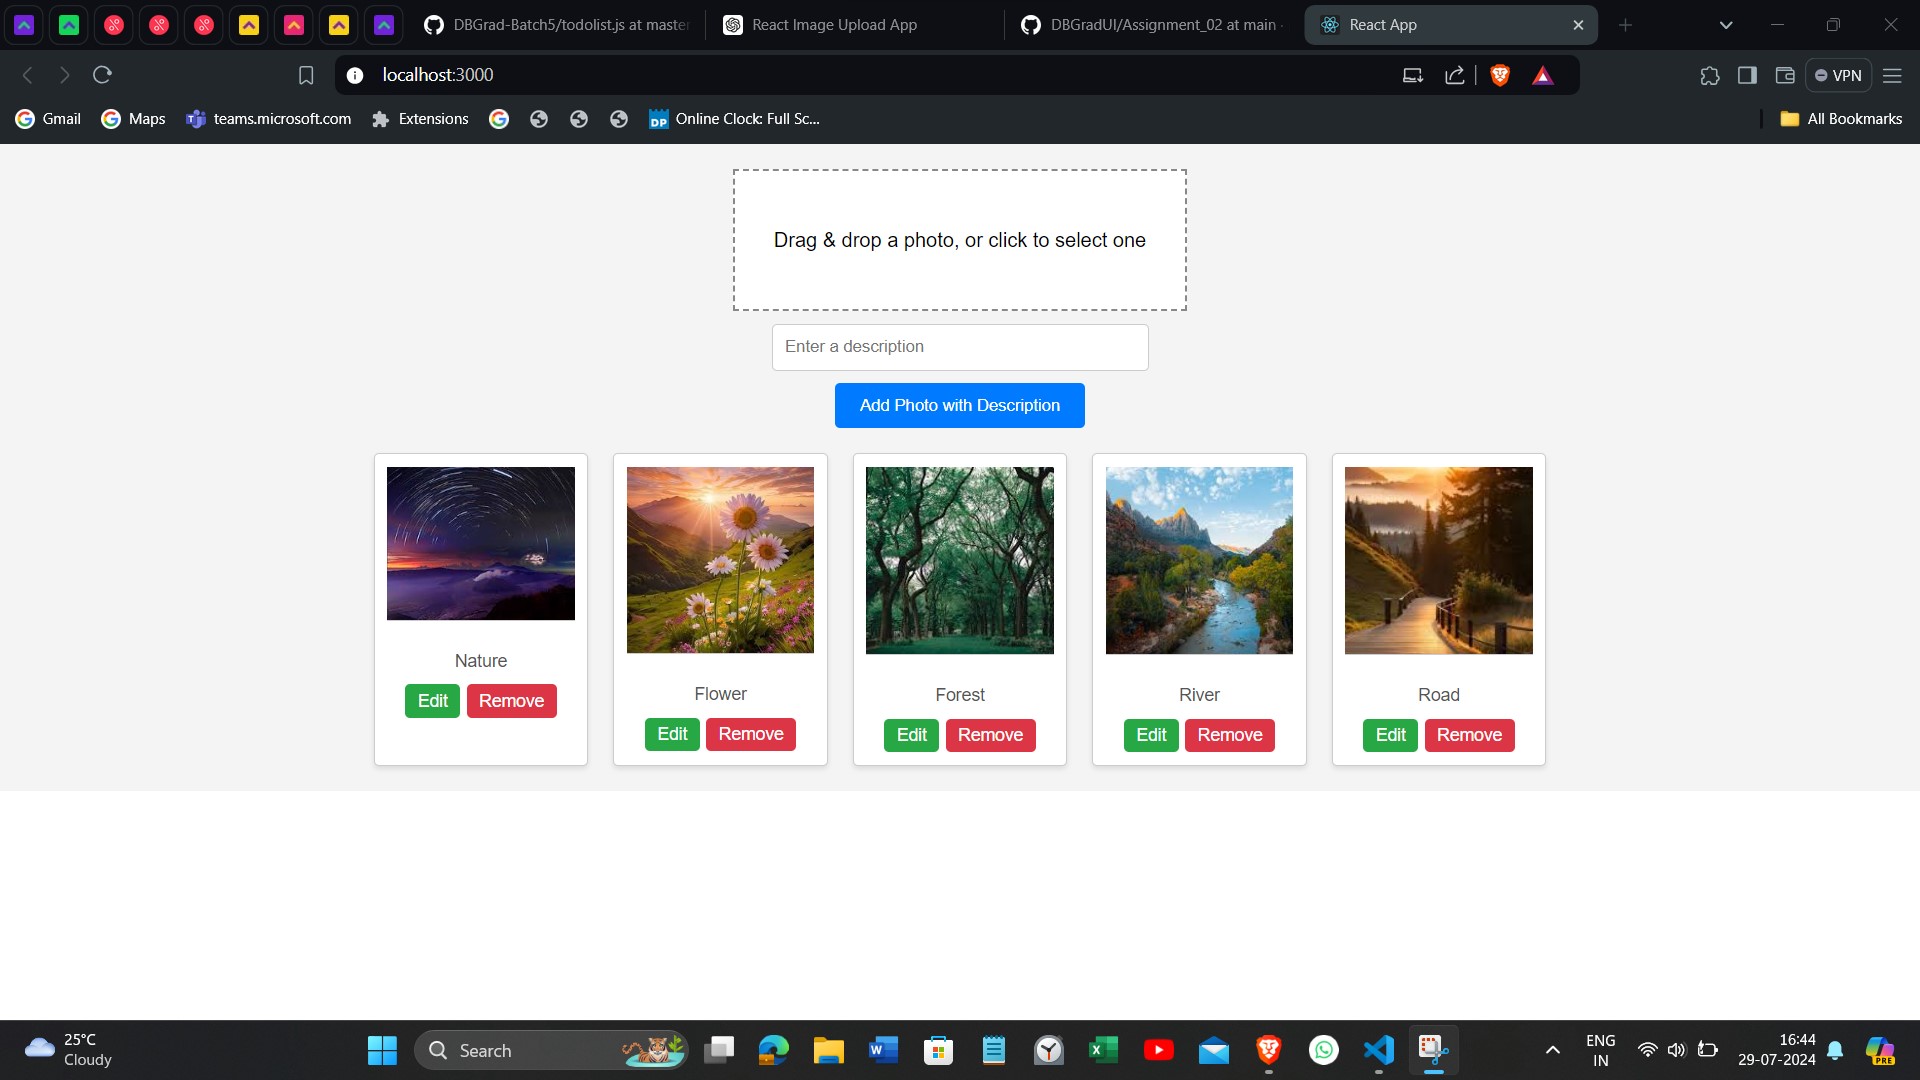 DBGrad-Batch5/todolist.js at master
React Image Upload App
DBGradUI/Assignment_02 at main
React App
localhost:3000
VPN
Gmail
Maps
teams.microsoft.com
Extensions
DP
Online Clock: Full Sc...
All Bookmarks
Drag & drop a photo, or click to select one
Enter a description
Add Photo with Description
Nature
Edit
Remove
Flower
Edit
Remove
Forest
Edit
Remove
River
Edit
Remove
Road
Edit
Remove
25°C
Cloudy
Search
ENG
IN
16:44
29-07-2024
PRE